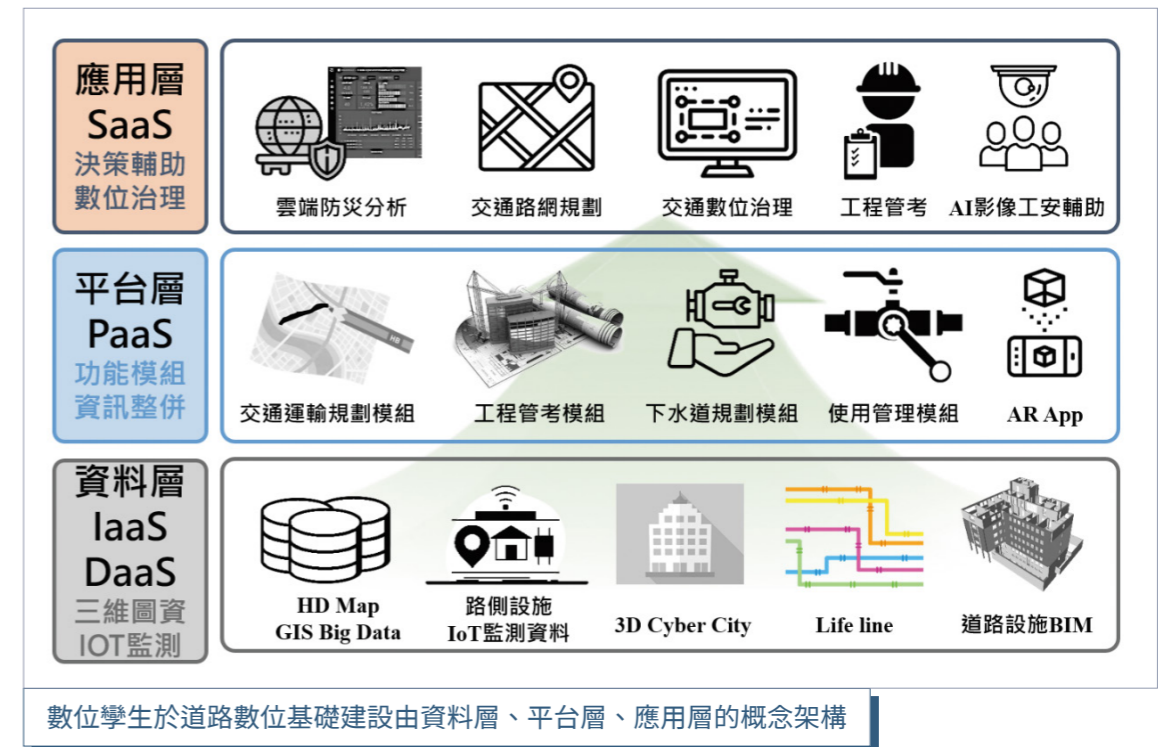 應用層
SaaS
決策輔助
數位治理
雲端防災分析
交通路網規劃
交通數位治理
工程管考
AI影像工安輔助
平台層
PaaS
功能模組
資訊整併
HB
交通運輸規劃模組
工程管考模組
下水道規劃模組
使用管理模組
AR App
資料層
IaaS
DaaS
三維圖資
IOT監測
HD Map
GIS Big Data
路側設施
IoT監測資料
3D Cyber City
Life line
道路設施BIM
數位孿生於道路數位基礎建設由資料層、平台層、應用層的概念架構